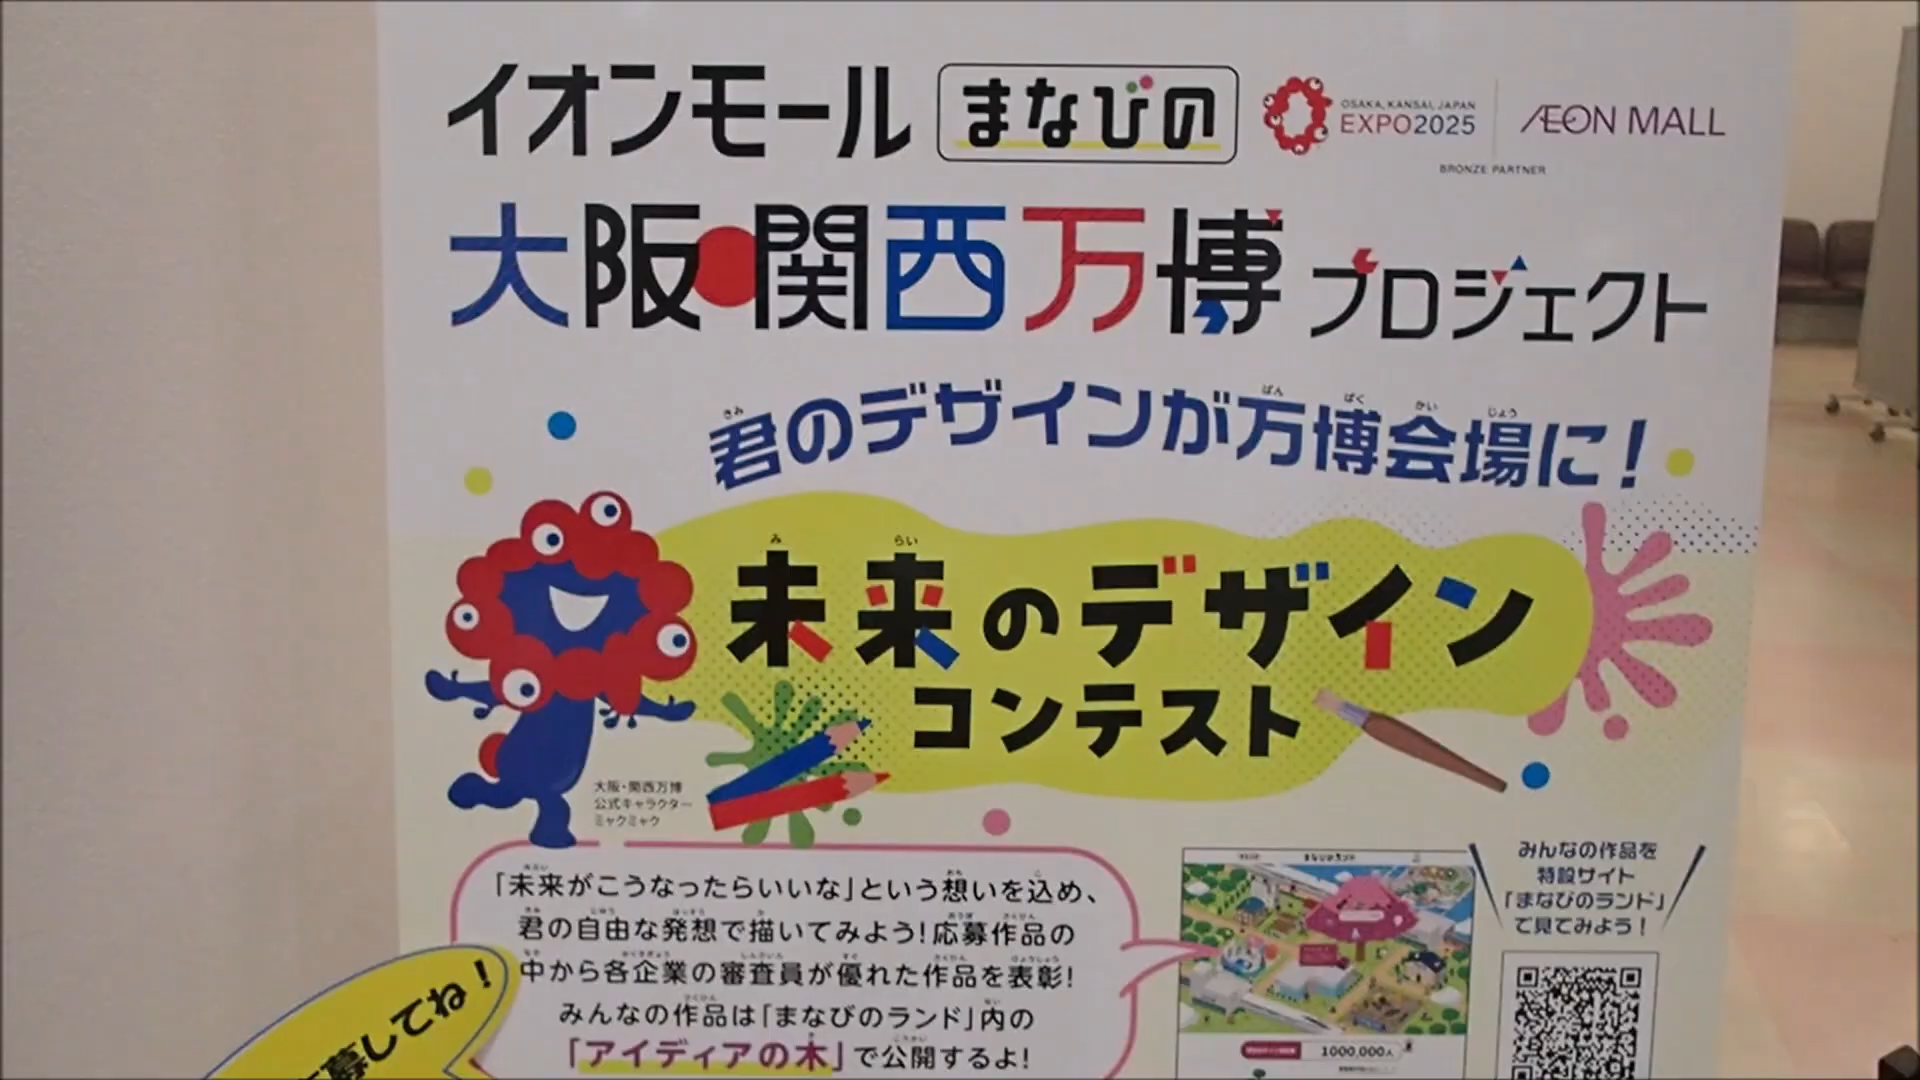 イオンモール まなびの
OSAKA, KANSAI, JAPAN
EXPO2025
AEON MALL
BRONZE PARTNER
大阪・関西万博 プロジェクト
君のデザインが万博会場に!
未来のデザイン
コンテスト
大阪・関西万博
公式キャラクター
ミャクミャク
「未来がこうなったらいいな」という想いを込め、
君の自由な発想で描いてみよう!応募作品の
中から各企業の審査員が優れた作品を表彰!
みんなの作品は「まなびのランド」内の
「アイディアの木」で公開するよ!
募してね!
みんなの作品を
特設サイト
「まなびのランド」
で見てみよう!
まなびのランド
1000,000人